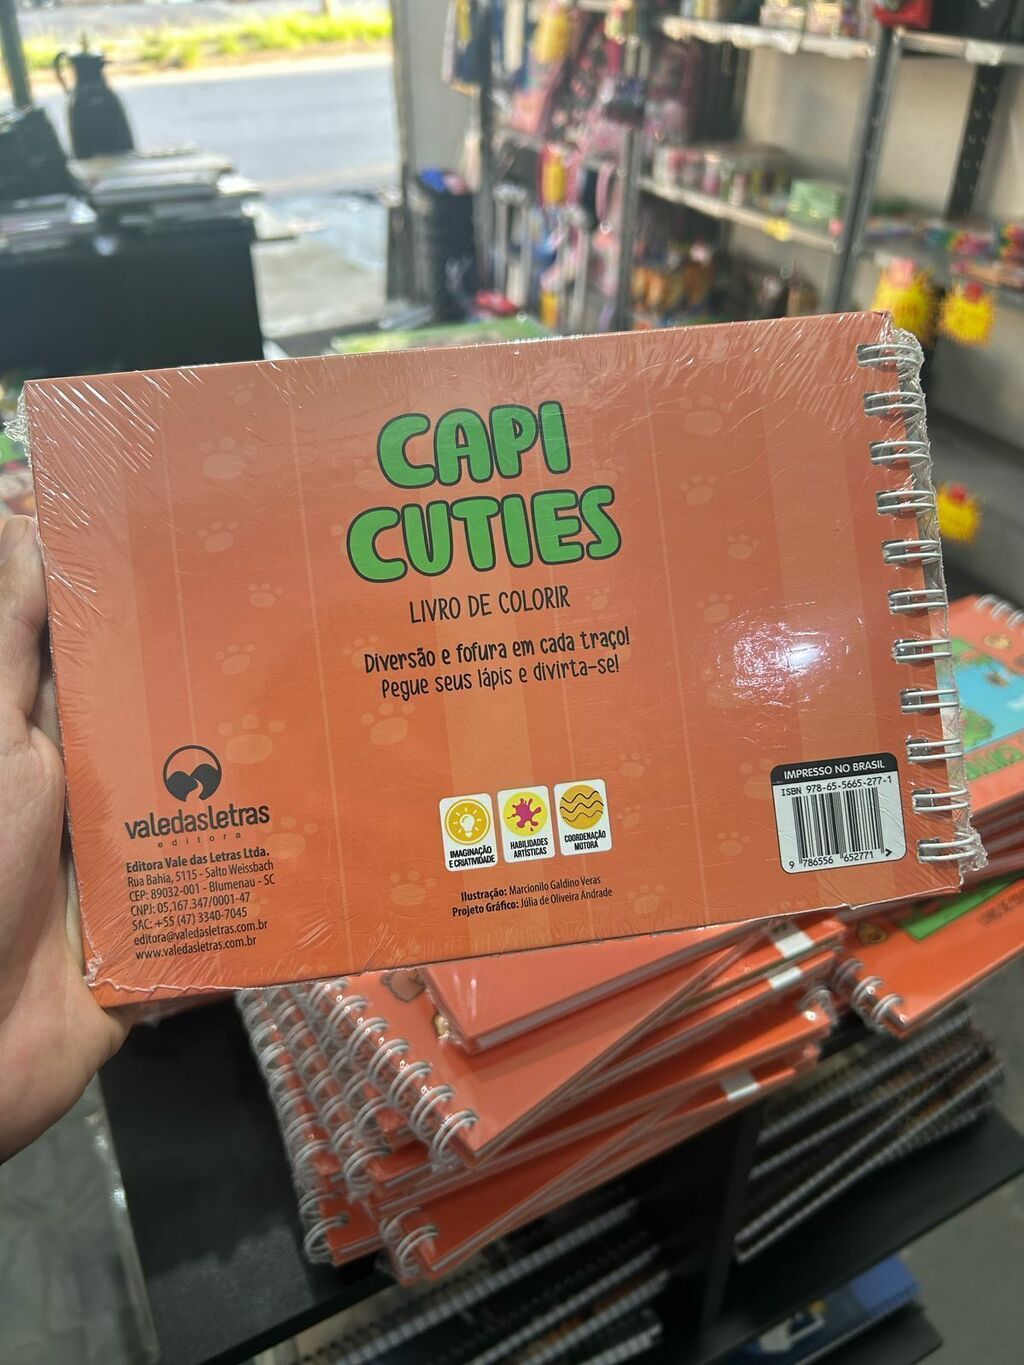 CAPI
CUTIES
LIVRO DE COLORIR
Diversão e fofura em cada traço!
Pegue seus lápis e divirta-se!
valedasletras
editora
Editora Vale das Letras Ltda.
Rua Bahia, 5115 - Salto Weissbach
CEP: 89032-001 - Blumenau - SC
CNPJ: 05.167.347/0001-47
SAC: +55 (47) 3340-7045
editora@valedasletras.com.br
www.valedasletras.com.br
IMAGINAÇÃO
E CRIATIVIDADE
HABILIDADES
ARTÍSTICAS
COORDENAÇÃO
MOTORA
Ilustração: Marcionilo Galdino Veras
Projeto Gráfico: Júlia de Oliveira Andrade
IMPRESSO NO BRASIL
ISBN 978-65-5665-277-1
9 786556 652771 >